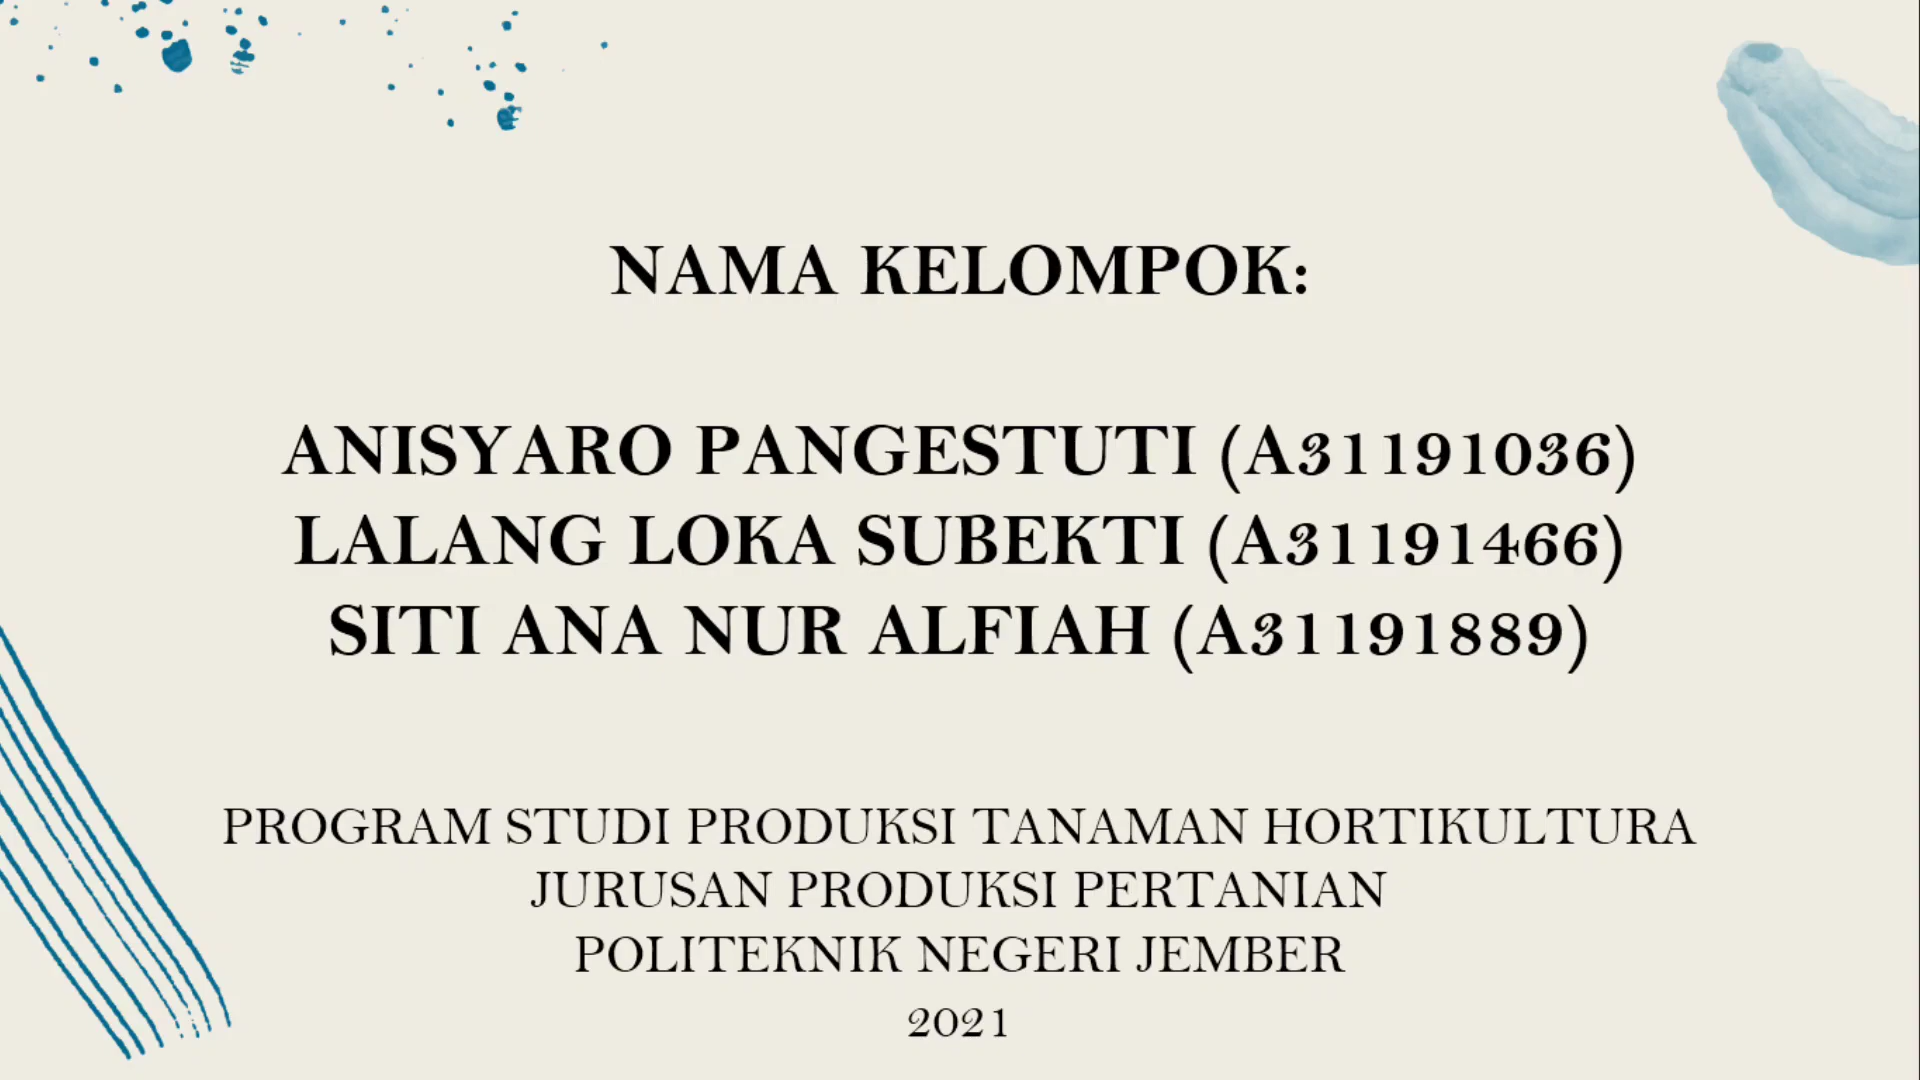 NAMA KELOMPOK:
ANISYARO PANGESTUTI (A31191036)
LALANG LOKA SUBEKTI (A31191466)
SITI ANA NUR ALFIAH (A31191889)
PROGRAM STUDI PRODUKSI TANAMAN HORTIKULTURA
JURUSAN PRODUKSI PERTANIAN
POLITEKNIK NEGERI JEMBER
2021